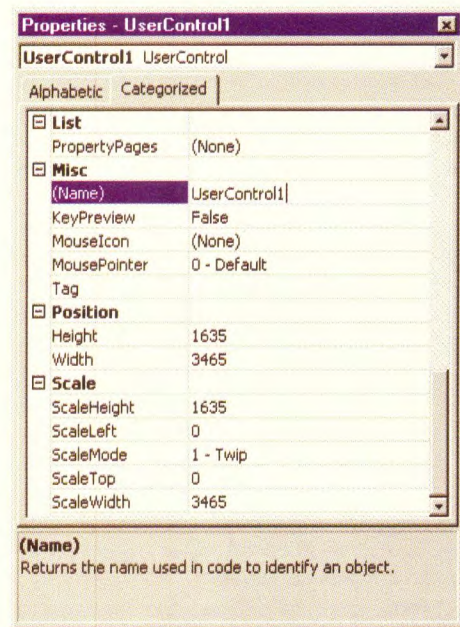 Properties - UserControl1
UserControl1 UserControl
Alphabetic Categorized
List
PropertyPages (None)
Misc
(Name) UserControl1
KeyPreview False
MouseIcon (None)
MousePointer 0 - Default
Tag
Position
Height 1635
Width 3465
Scale
ScaleHeight 1635
ScaleLeft 0
ScaleMode 1 - Twip
ScaleTop 0
ScaleWidth 3465
(Name)
Returns the name used in code to identify an object.